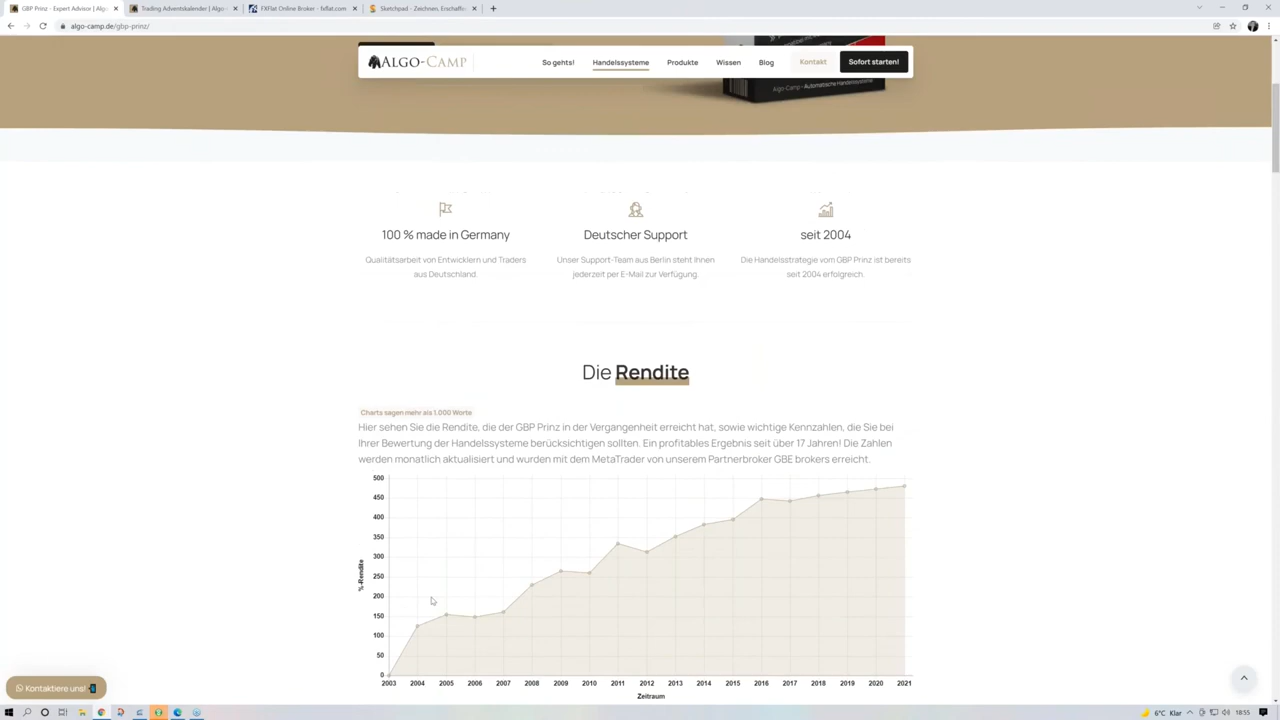 GBP Prinz - Expert Advisor | Algo
Trading Adventskalender | Algo-
FXFlat Online Broker - fxflat.com
Sketchpad - Zeichnen, Erschaffe
algo-camp.de/gbp-prinz/
ALGO-CAMP
So gehts!
Handelssysteme
Produkte
Wissen
Blog
Kontakt
Sofort starten!
Algo-Camp - Automatische Handelssysteme
100 % made in Germany
Qualitätsarbeit von Entwicklern und Traders
aus Deutschland.
Deutscher Support
Unser Support-Team aus Berlin steht Ihnen
jederzeit per E-Mail zur Verfügung.
seit 2004
Die Handelsstrategie vom GBP Prinz ist bereits
seit 2004 erfolgreich.
Die Rendite
Charts sagen mehr als 1.000 Worte
Hier sehen Sie die Rendite, die der GBP Prinz in der Vergangenheit erreicht hat, sowie wichtige Kennzahlen, die Sie bei
Ihrer Bewertung der Handelssysteme berücksichtigen sollten. Ein profitables Ergebnis seit über 17 Jahren! Die Zahlen
werden monatlich aktualisiert und wurden mit dem MetaTrader von unserem Partnerbroker GBE brokers erreicht.
500
450
400
350
300
250
200
150
100
50
0
%-Rendite
2003 2004 2005 2006 2007 2008 2009 2010 2011 2012 2013 2014 2015 2016 2017 2018 2019 2020 2021
Zeitraum
Kontaktiere uns!
6°C Klar
18:55